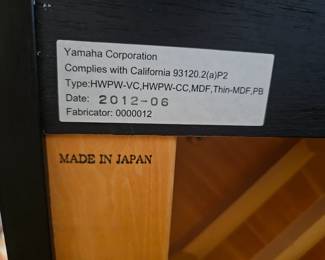 Yamaha Corporation
Complies with California 93120.2(a)P2
Type:HWPW-VC,HWPW-CC,MDF,Thin-MDF,PB
Date: 2012-06
Fabricator: 0000012
MADE IN JAPAN